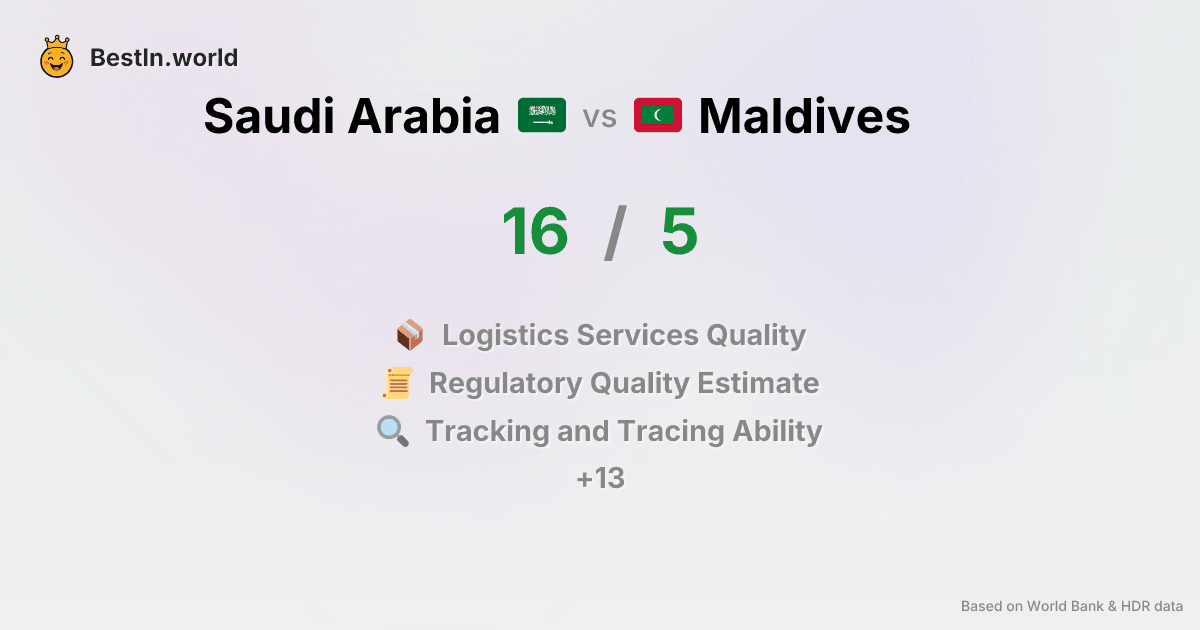 BestIn.world
Saudi Arabia vs Maldives
16 / 5
Logistics Services Quality
Regulatory Quality Estimate
Tracking and Tracing Ability
+13
Based on World Bank & HDR data